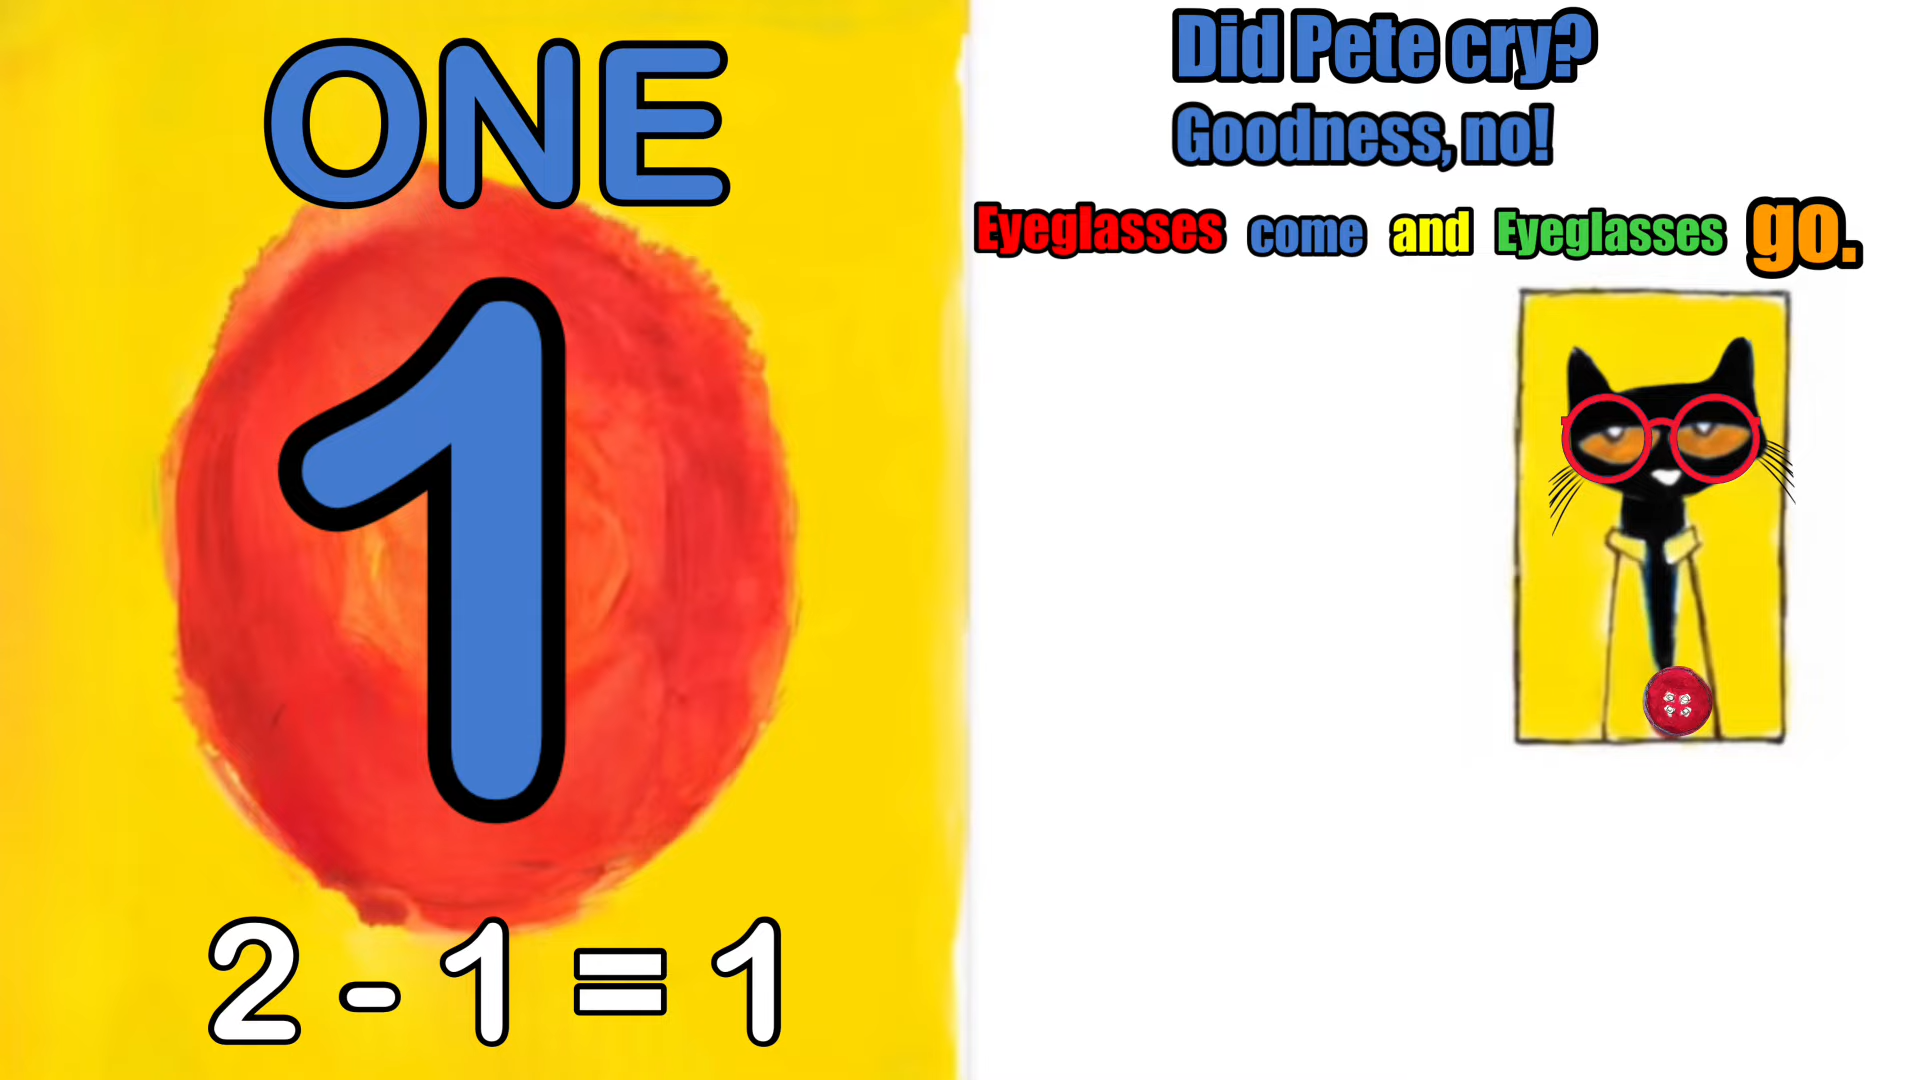 ONE
1
2 - 1 = 1
Did Pete cry?
Goodness, no!
Eyeglasses come and Eyeglasses go.